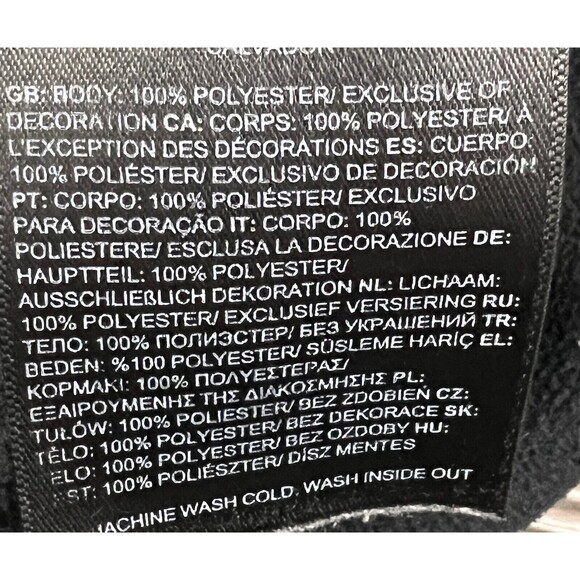 SALVADOR
GB: BODY: 100% POLYESTER/ EXCLUSIVE OF
DECORATION CA: CORPS: 100% POLYESTER/ À
L'EXCEPTION DES DÉCORATIONS ES: CUERPO:
100% POLIÉSTER/ EXCLUSIVO DE DECORACIÓN
PT: CORPO: 100% POLIÉSTER/ EXCLUSIVO
PARA DECORAÇÃO IT: CORPO: 100%
POLIESTERE/ ESCLUSA LA DECORAZIONE DE:
HAUPTTEIL: 100% POLYESTER/
AUSSCHLIEßLICH DEKORATION NL: LICHAAM:
100% POLYESTER/ EXCLUSIEF VERSIERING RU:
ТЕЛО: 100% ПОЛИЭСТЕР/ БЕЗ УКРАШЕНИЙ TR:
BEDEN: %100 POLYESTER/ SÜSLEME HARİÇ EL:
ΚΟΡΜΑΚΙ: 100% ΠΟΛΥΕΣΤΕΡΑΣ/
ΕΞΑΙΡΟΥΜΕΝΗΣ ΤΗΣ ΔΙΑΚΟΣΜΗΣΗΣ PL:
TUŁÓW: 100% POLIESTER/ BEZ ZDOBIEŃ CZ:
TĚLO: 100% POLYESTER/ BEZ DEKORACE SK:
ELO: 100% POLYESTER/ BEZ OZDOBY HU:
EST: 100% POLIÉSZTER/ DÍSZ MENTES
MACHINE WASH COLD, WASH INSIDE OUT